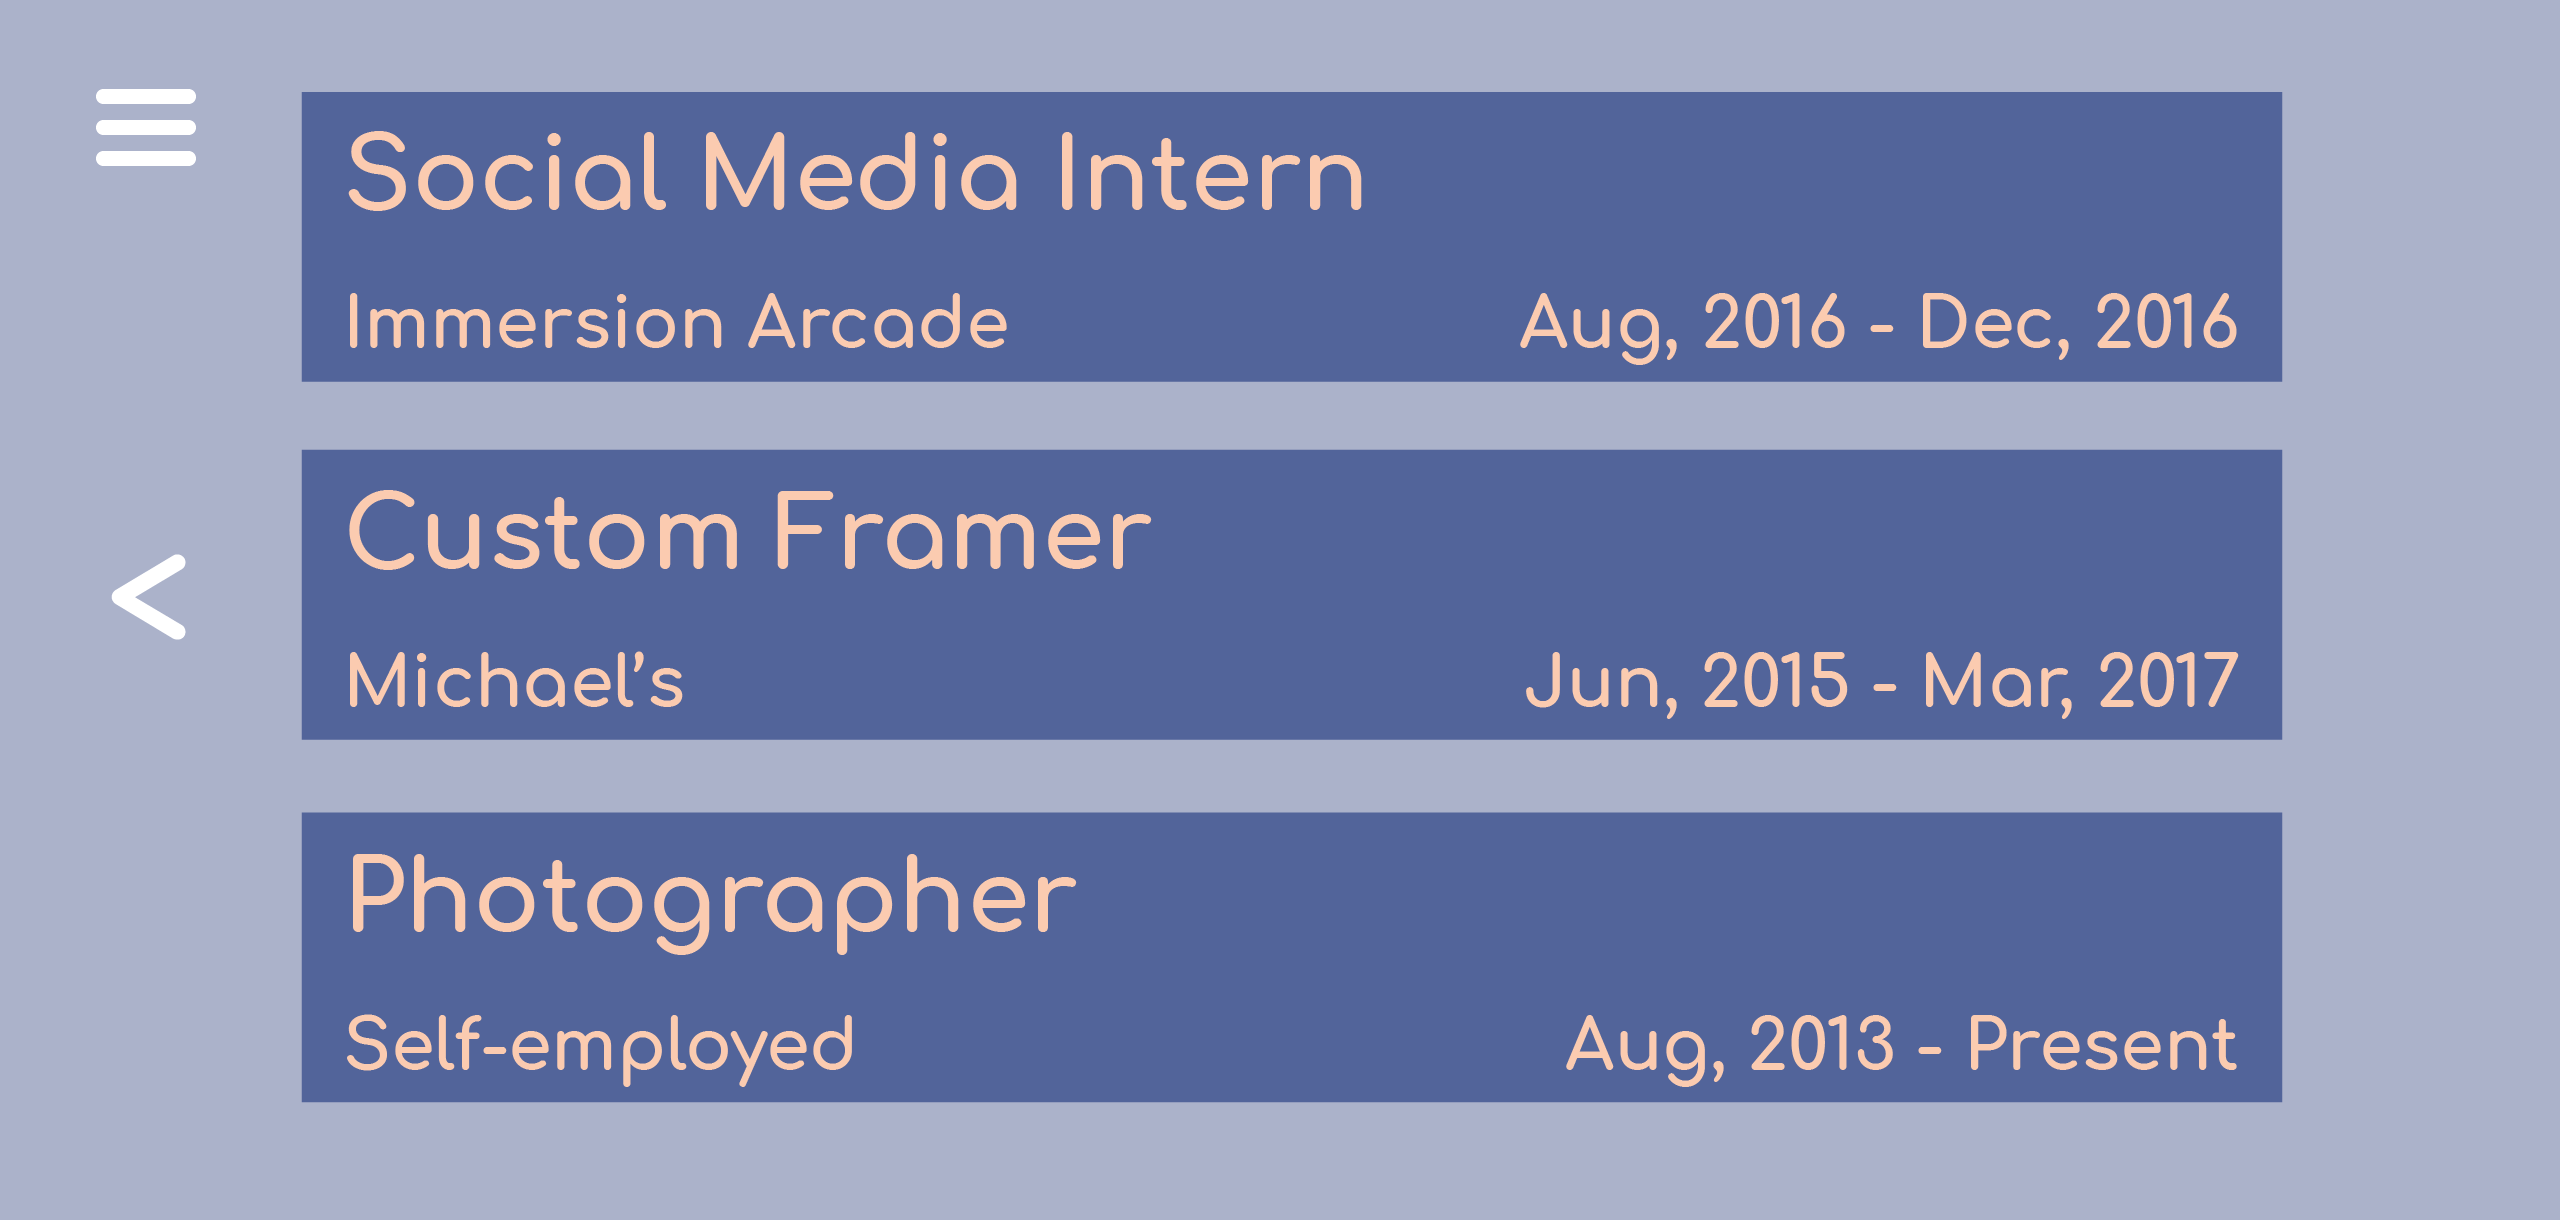 Social Media Intern
Immersion Arcade Aug, 2016 - Dec, 2016
Custom Framer
Michael’s Jun, 2015 - Mar, 2017
Photographer
Self-employed Aug, 2013 - Present